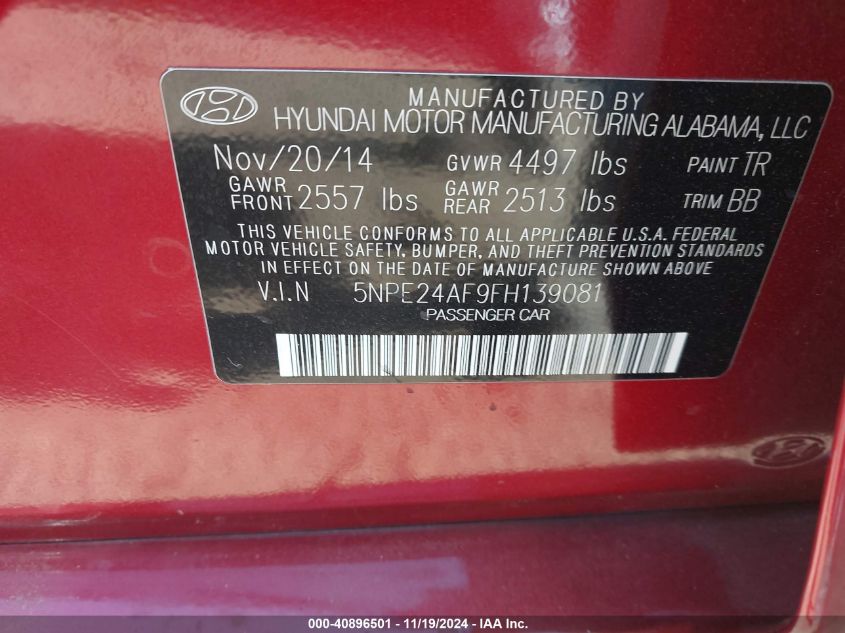 MANUFACTURED BY
HYUNDAI MOTOR MANUFACTURING ALABAMA, LLC
Nov/20/14 GVWR 4497 lbs PAINT TR
GAWR FRONT 2557 lbs GAWR REAR 2513 lbs TRIM BB
THIS VEHICLE CONFORMS TO ALL APPLICABLE U.S.A. FEDERAL
MOTOR VEHICLE SAFETY, BUMPER, AND THEFT PREVENTION STANDARDS
IN EFFECT ON THE DATE OF MANUFACTURE SHOWN ABOVE
V.I.N 5NPE24AF9FH139081
PASSENGER CAR
000-40896501 - 11/19/2024 - IAA Inc.